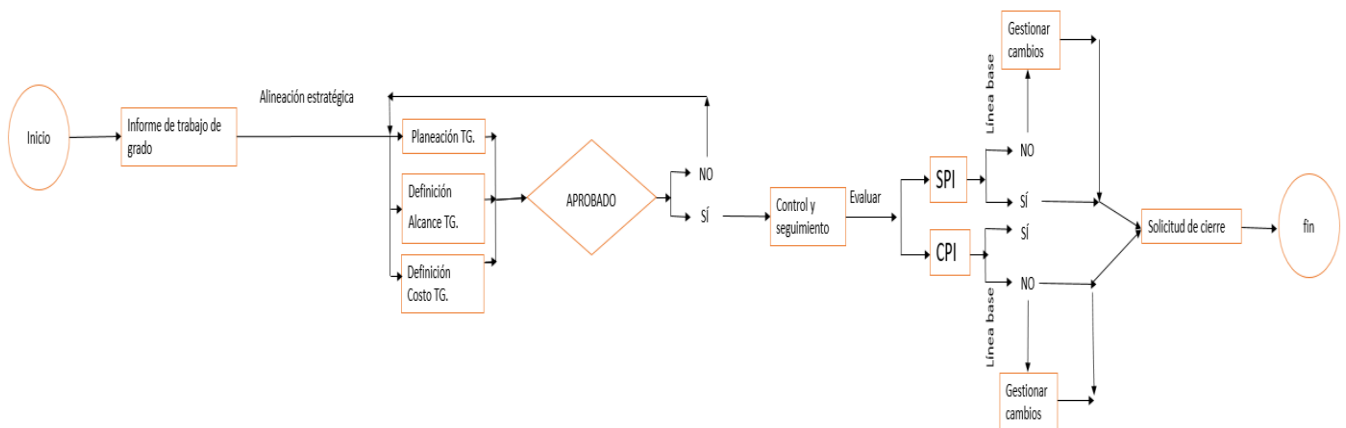 Inicio
Informe de trabajo de
grado
Alineación estratégica
Planeación TG.
Definición
Alcance TG.
Definición
Costo TG.
APROBADO
NO
SÍ
Control y
seguimiento
Evaluar
SPI
CPI
Línea base
Gestionar
cambios
NO
SÍ
SÍ
NO
Línea base
Gestionar
cambios
Solicitud de cierre
fin